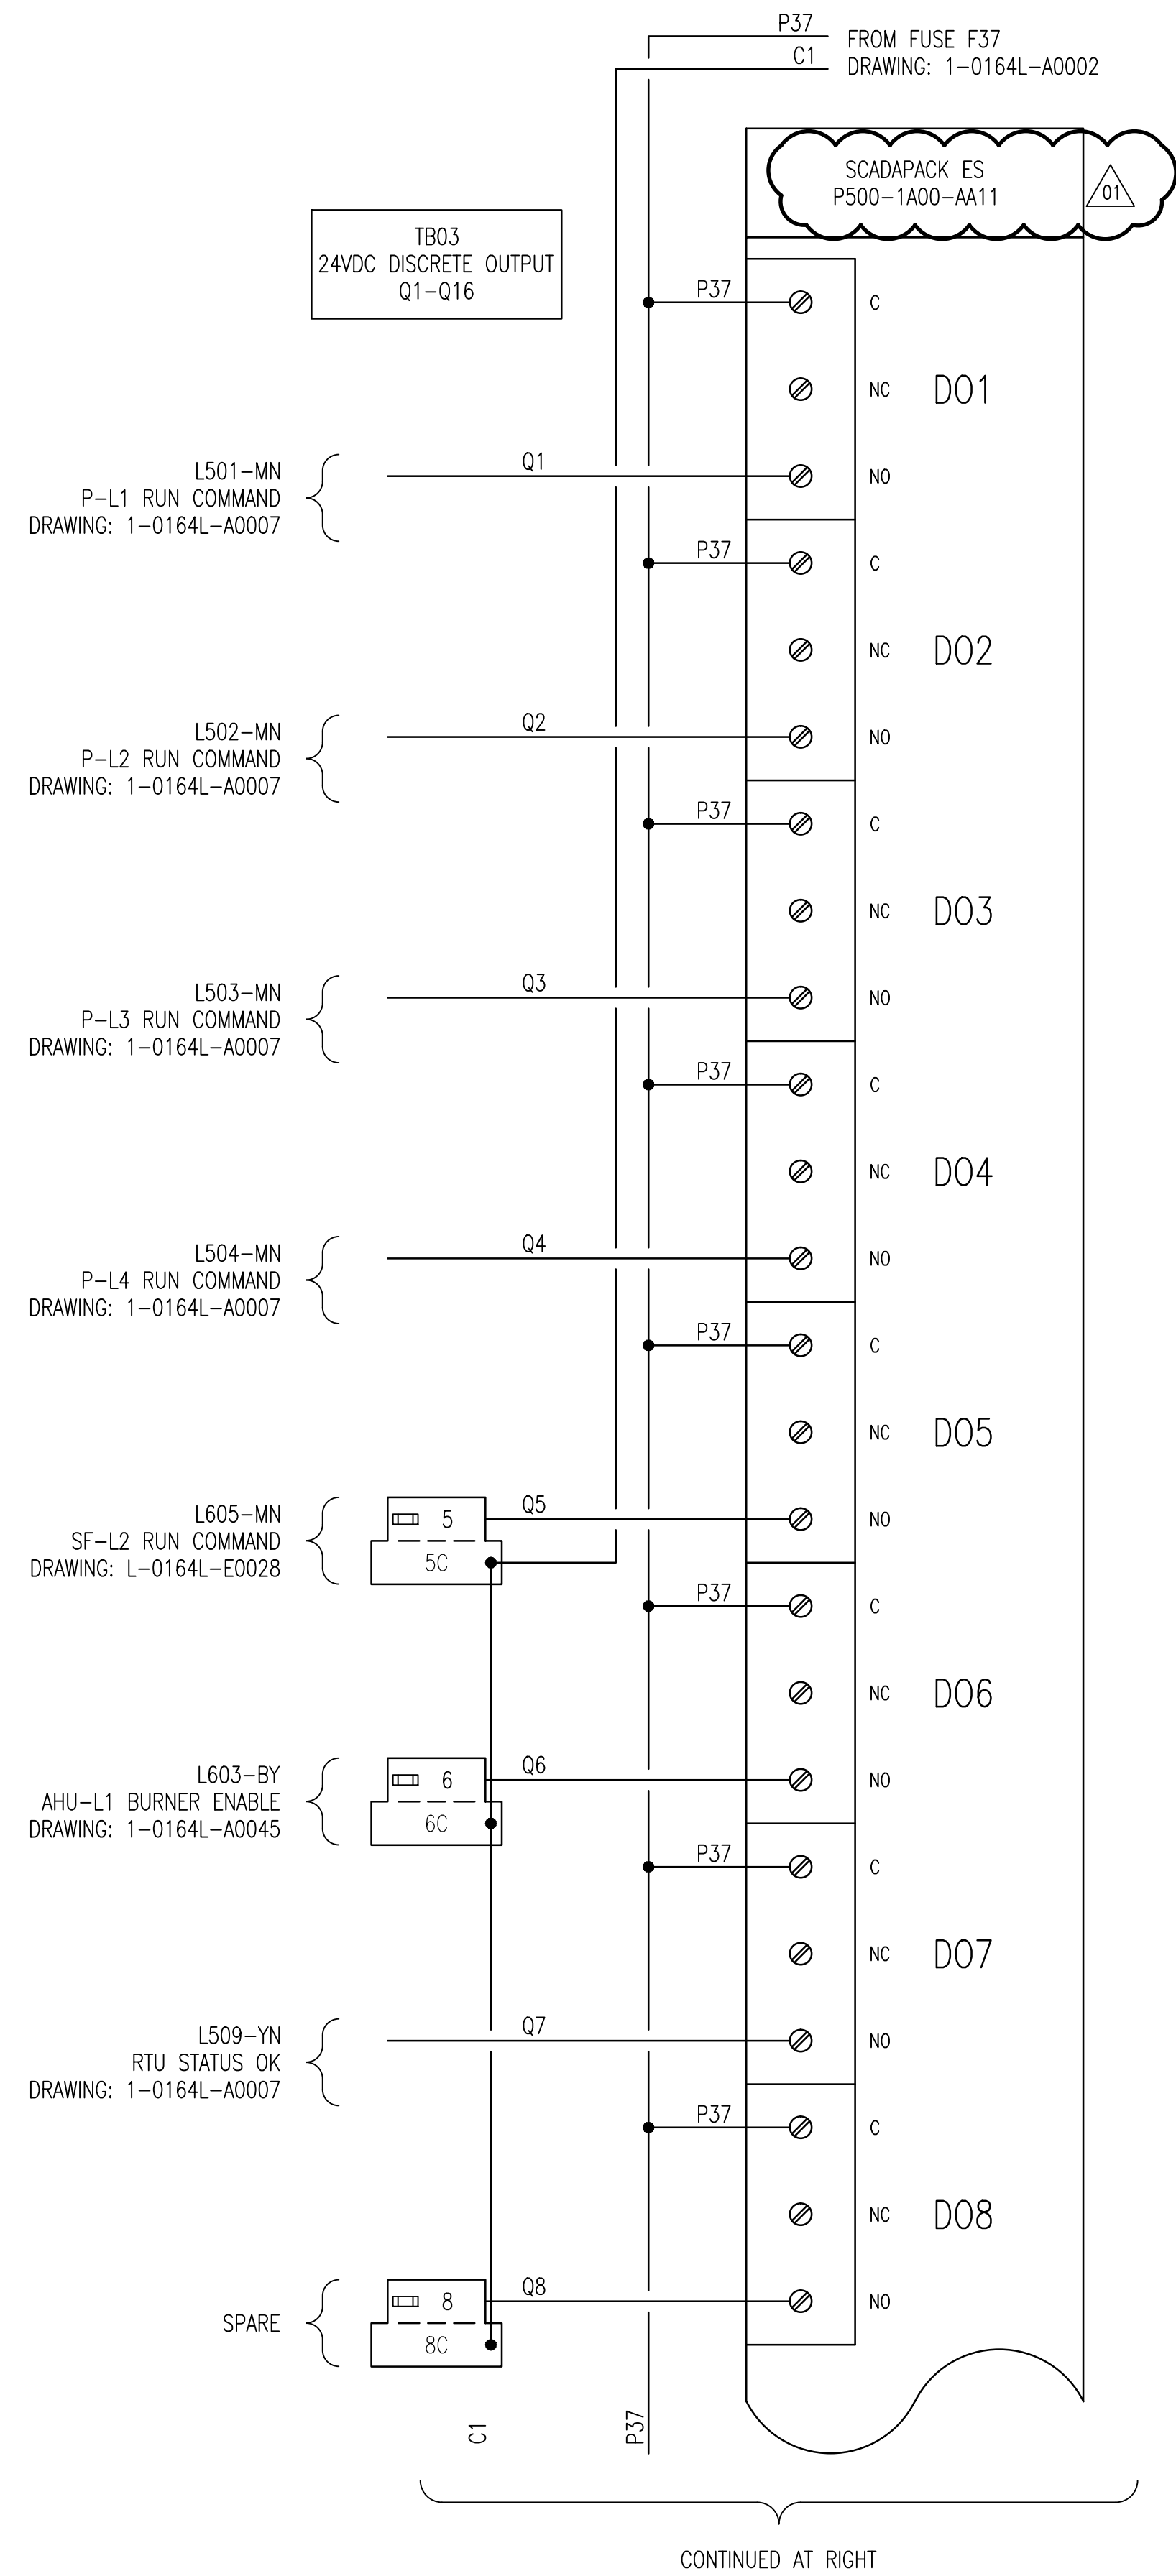 P37
C1
FROM FUSE F37
DRAWING: 1-0164L-A0002
SCADAPACK ES
P500-1A00-AA11
01
TB03
24VDC DISCRETE OUTPUT
Q1-Q16
P37
C
NC
DO1
L501-MN
P-L1 RUN COMMAND
DRAWING: 1-0164L-A0007
Q1
NO
P37
C
NC
DO2
L502-MN
P-L2 RUN COMMAND
DRAWING: 1-0164L-A0007
Q2
NO
P37
C
NC
DO3
L503-MN
P-L3 RUN COMMAND
DRAWING: 1-0164L-A0007
Q3
NO
P37
C
NC
DO4
L504-MN
P-L4 RUN COMMAND
DRAWING: 1-0164L-A0007
Q4
NO
P37
C
NC
DO5
L605-MN
SF-L2 RUN COMMAND
DRAWING: L-0164L-E0028
5
5C
Q5
NO
P37
C
NC
DO6
L603-BY
AHU-L1 BURNER ENABLE
DRAWING: 1-0164L-A0045
6
6C
Q6
NO
P37
C
NC
DO7
L509-YN
RTU STATUS OK
DRAWING: 1-0164L-A0007
Q7
NO
P37
C
NC
DO8
SPARE
8
8C
Q8
NO
C1
P37
CONTINUED AT RIGHT